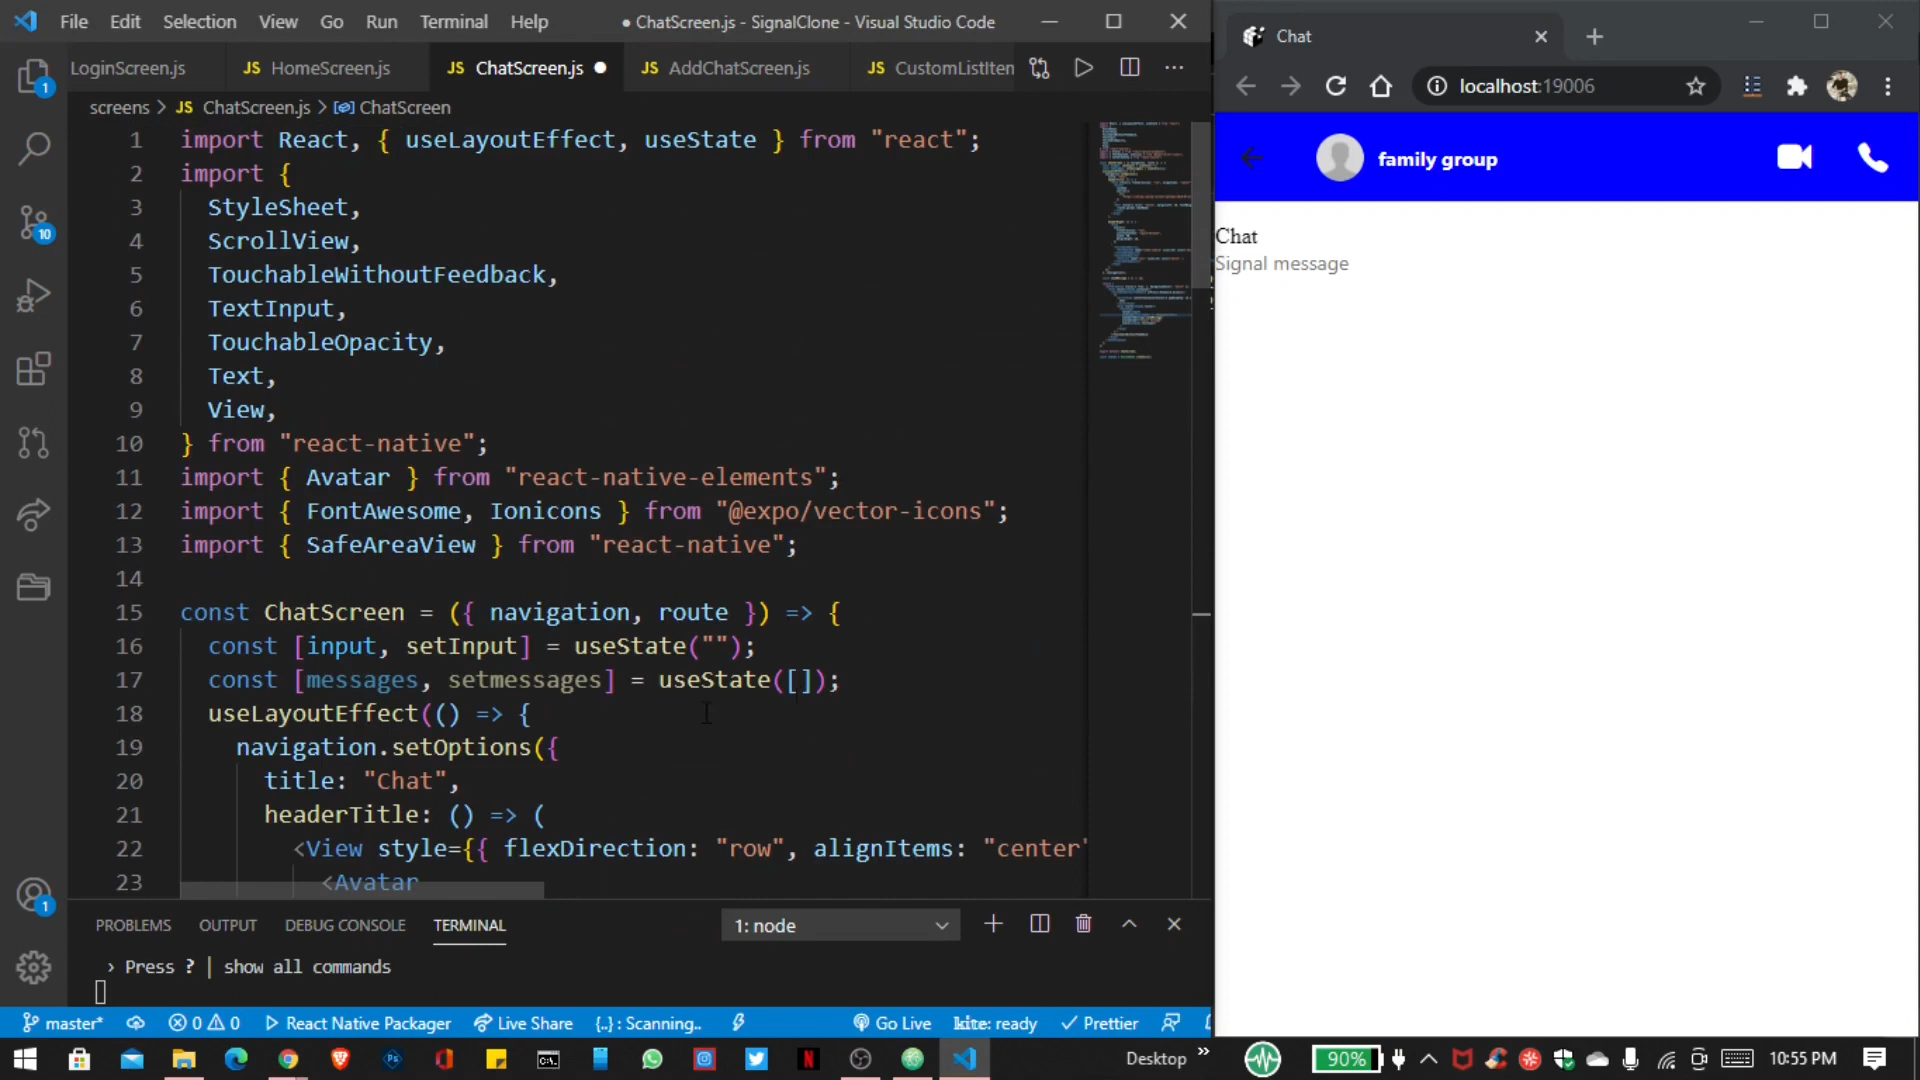 File Edit Selection View Go Run Terminal Help
● ChatScreen.js - SignalClone - Visual Studio Code
LoginScreen.js
JS HomeScreen.js
JS ChatScreen.js
JS AddChatScreen.js
JS CustomListIten
screens > JS ChatScreen.js > ChatScreen
1 import React, { useLayoutEffect, useState } from "react";
2 import {
3 StyleSheet,
4 ScrollView,
5 TouchableWithoutFeedback,
6 TextInput,
7 TouchableOpacity,
8 Text,
9 View,
10 } from "react-native";
11 import { Avatar } from "react-native-elements";
12 import { FontAwesome, Ionicons } from "@expo/vector-icons";
13 import { SafeAreaView } from "react-native";
14
15 const ChatScreen = ({ navigation, route }) => {
16 const [input, setInput] = useState("");
17 const [messages, setmessages] = useState([]);
18 useLayoutEffect(() => {
19 navigation.setOptions({
20 title: "Chat",
21 headerTitle: () => (
22 <View style={{ flexDirection: "row", alignItems: "center"
23 <Avatar
1
10
1
PROBLEMS OUTPUT DEBUG CONSOLE TERMINAL
1: node
› Press ? | show all commands
master* 0 0 React Native Packager Live Share {..} : Scanning.. Go Live kite: ready Prettier
Chat
localhost:19006
family group
Chat
Signal message
Desktop
90%
10:55 PM